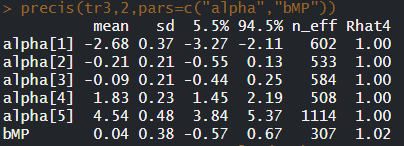 > precis(tr3,2,pars=c("alpha","bMP"))
mean sd 5.5% 94.5% n_eff Rhat4
alpha[1] -2.68 0.37 -3.27 -2.11 602 1.00
alpha[2] -0.21 0.21 -0.55 0.13 533 1.00
alpha[3] -0.09 0.21 -0.44 0.25 584 1.00
alpha[4] 1.83 0.23 1.45 2.19 508 1.00
alpha[5] 4.54 0.48 3.84 5.37 1114 1.00
bMP 0.04 0.38 -0.57 0.67 307 1.02